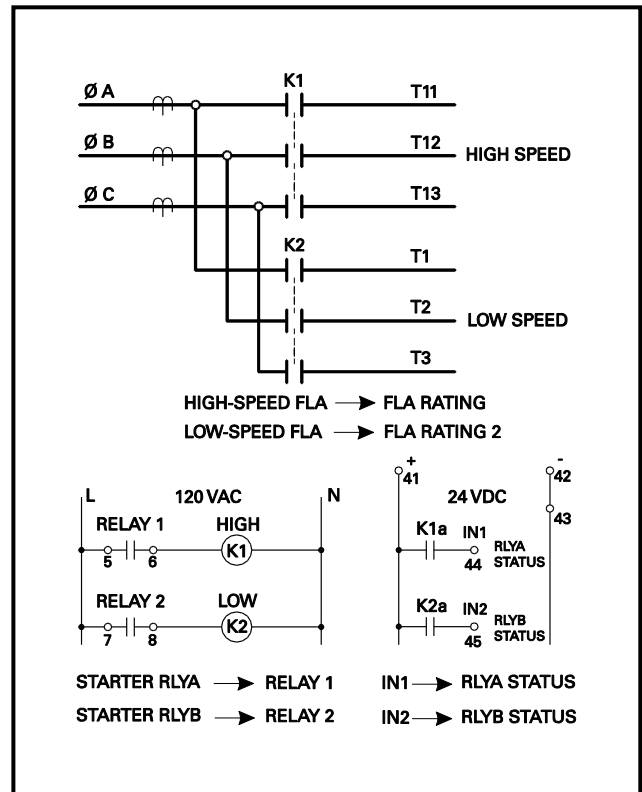 K1
Ø A
T11
Ø B
T12
HIGH SPEED
Ø C
T13
K2
T1
T2
LOW SPEED
T3
HIGH-SPEED FLA → FLA RATING
LOW-SPEED FLA → FLA RATING 2
L
120 VAC
N
RELAY 1
HIGH
5
6
K1
RELAY 2
LOW
7
8
K2
+
41
24 VDC
-
42
43
K1a
IN1
44
RLYA
STATUS
K2a
IN2
45
RLYB
STATUS
STARTER RLYA → RELAY 1
IN1 → RLYA STATUS
STARTER RLYB → RELAY 2
IN2 → RLYB STATUS